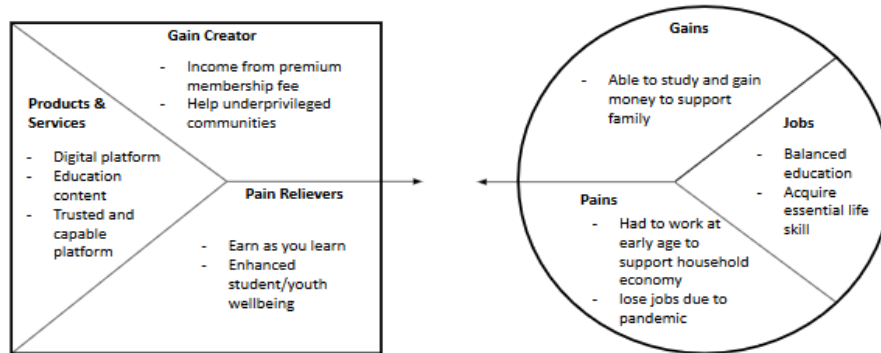 Gain Creator
- Income from premium
membership fee
- Help underprivileged
communities
Products &
Services
- Digital platform
- Education
content
- Trusted and
capable
platform
Pain Relievers
- Earn as you learn
- Enhanced
student/youth
wellbeing
Gains
- Able to study and gain
money to support
family
Jobs
- Balanced
education
- Acquire
essential life
skill
Pains
- Had to work at
early age to
support household
economy
- lose jobs due to
pandemic